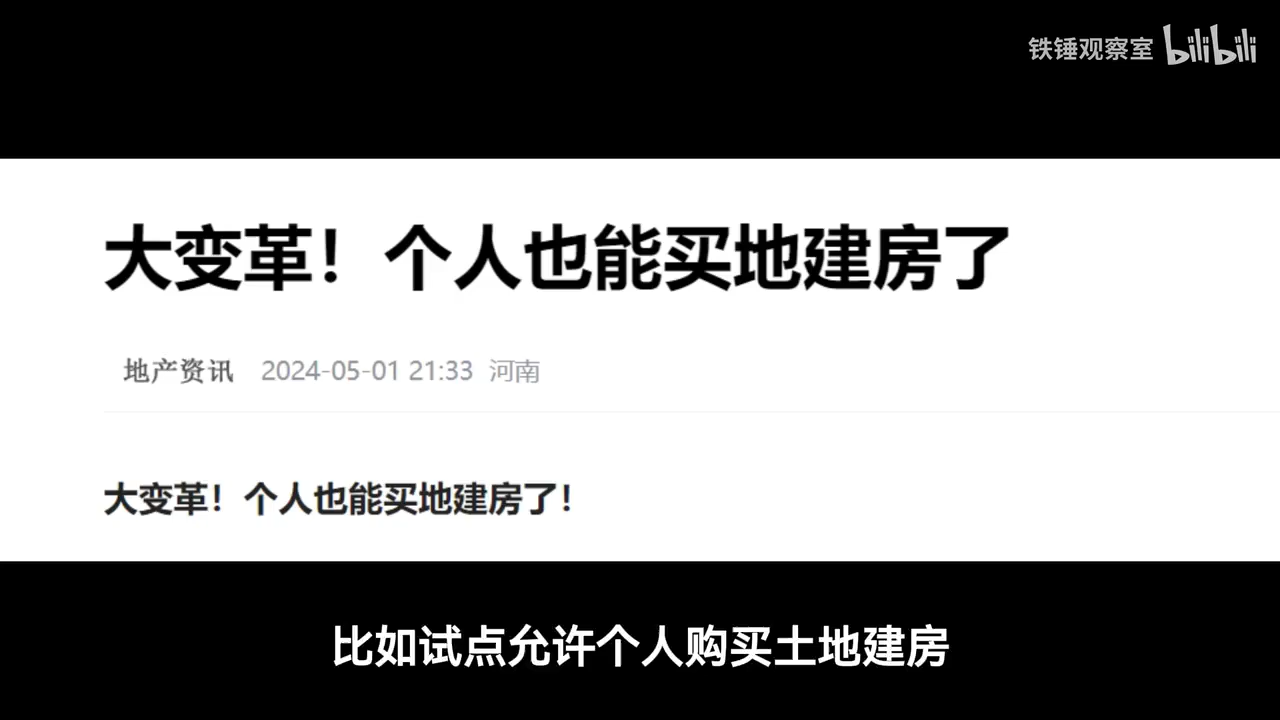 铁锤观察室 bilibili
大变革！个人也能买地建房了
地产资讯 2024-05-01 21:33 河南
大变革！个人也能买地建房了！
比如试点允许个人购买土地建房